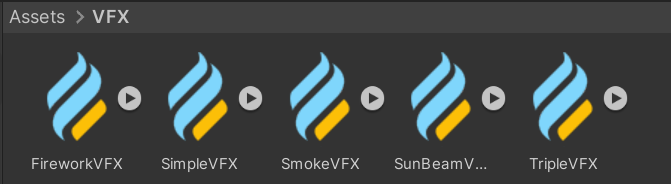 Assets > VFX
FireworkVFX SimpleVFX SmokeVFX SunBeamV... TripleVFX